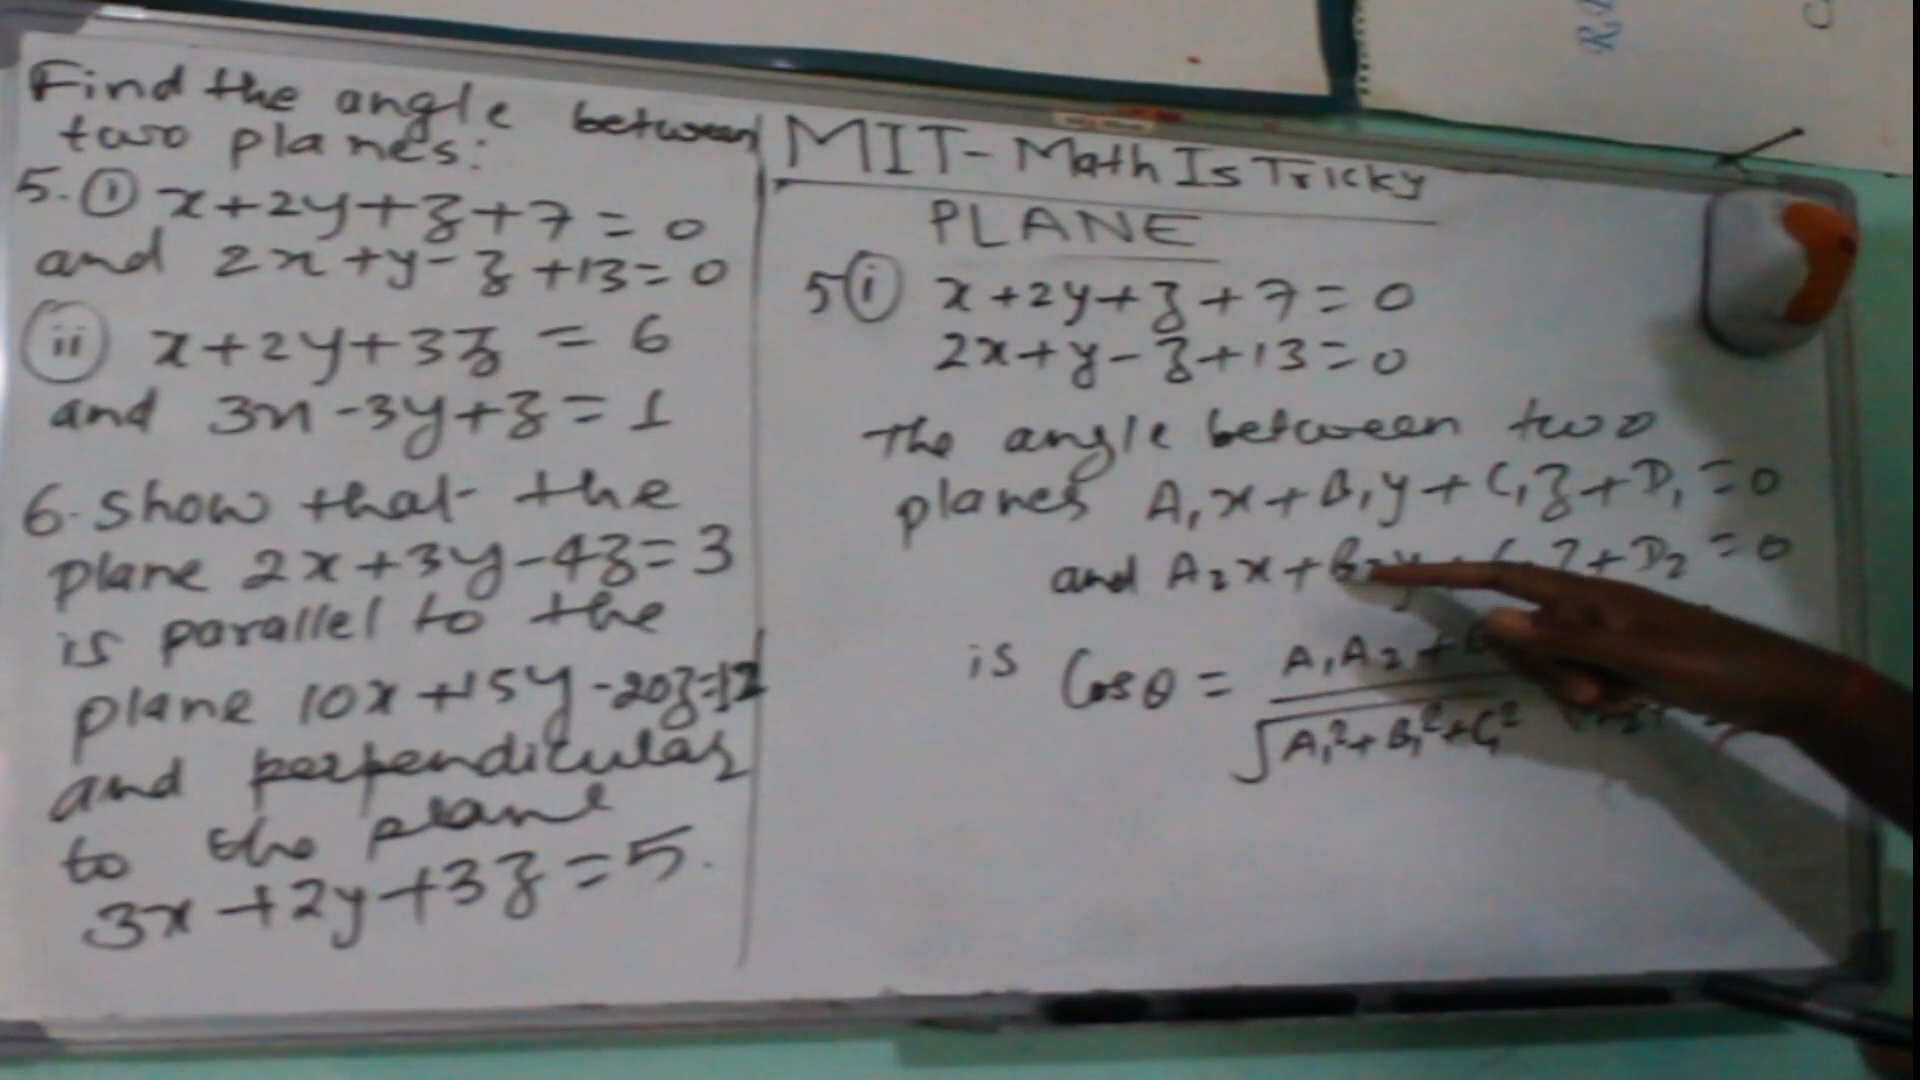 Find the angle between
two planes:
5. (i) x+2y+z+7=0
and 2x+y-z+13=0
(ii) x+2y+3z = 6
and 3x-3y+z=1
6. Show that the
plane 2x+3y-4z=3
is parallel to the
plane 10x+15y-20z=12
and perpendicular
to the plane
3x+2y+3z=5.
MIT-Math Is Tricky
PLANE
5(i) x+2y+z+7=0
2x+y-z+13=0
The angle between two
planes A₁x+B₁y+C₁z+D₁=0
and A₂x+B₂y+ z+D₂=0
is Cosθ = A₁A₂+
√A₁²+B₁²+C₁²